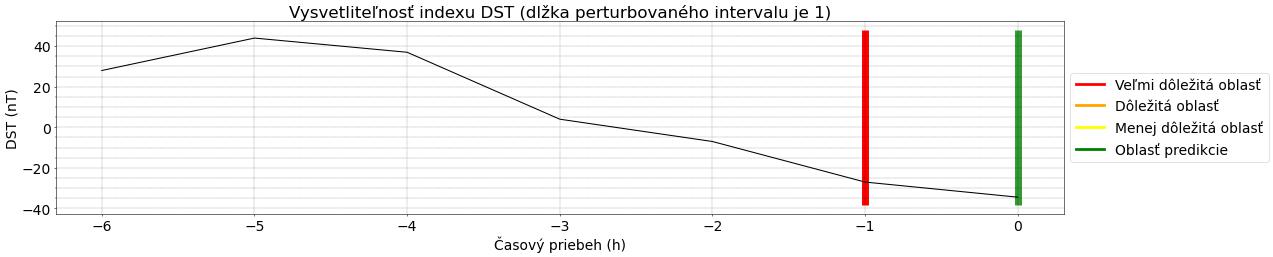 Vysvetliteľnosť indexu DST (dĺžka perturbovaného intervalu je 1)
DST (nT)
40
20
0
−20
−40
−6 −5 −4 −3 −2 −1 0
Časový priebeh (h)
Veľmi dôležitá oblasť
Dôležitá oblasť
Menej dôležitá oblasť
Oblasť predikcie